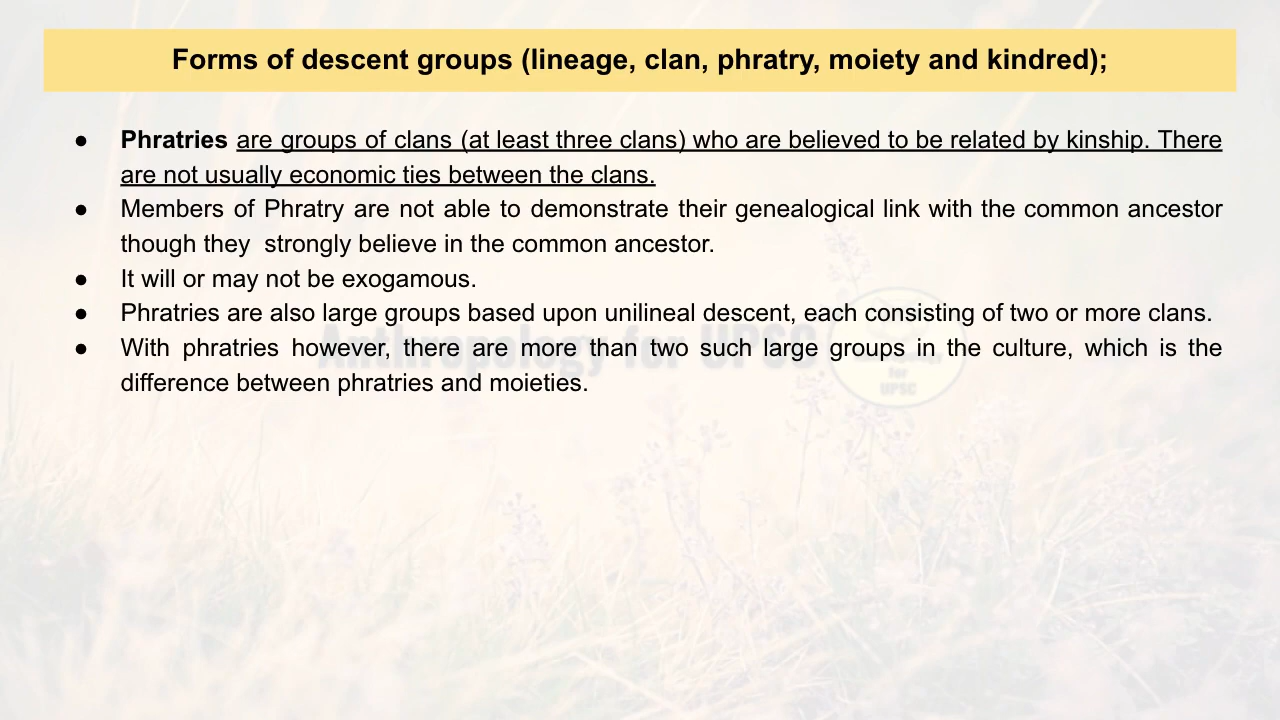 Forms of descent groups (lineage, clan, phratry, moiety and kindred);
● Phratries are groups of clans (at least three clans) who are believed to be related by kinship. There
are not usually economic ties between the clans.
● Members of Phratry are not able to demonstrate their genealogical link with the common ancestor
though they  strongly believe in the common ancestor.
● It will or may not be exogamous.
● Phratries are also large groups based upon unilineal descent, each consisting of two or more clans.
● With phratries however, there are more than two such large groups in the culture, which is the
difference between phratries and moieties.
Anthropology for UPSC
for
UPSC